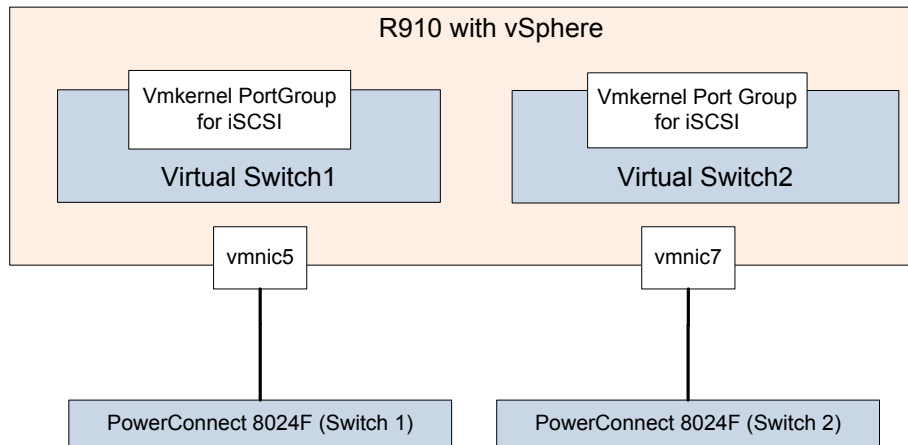 R910 with vSphere
Vmkernel PortGroup
for iSCSI
Vmkernel Port Group
for iSCSI
Virtual Switch1
Virtual Switch2
vmnic5
vmnic7
PowerConnect 8024F (Switch 1)
PowerConnect 8024F (Switch 2)